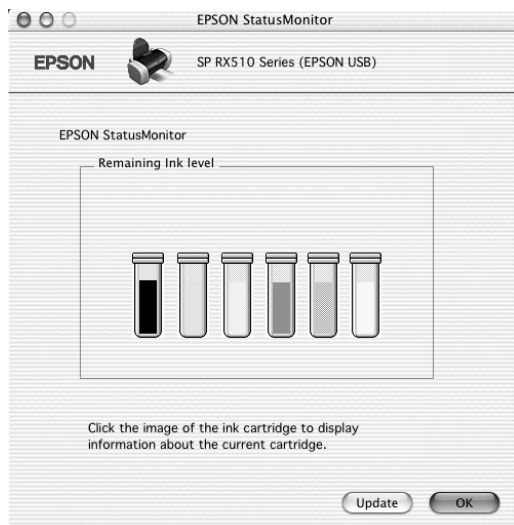 EPSON StatusMonitor
EPSON
SP RX510 Series (EPSON USB)
EPSON StatusMonitor
Remaining Ink level
Click the image of the ink cartridge to display
information about the current cartridge.
Update
OK